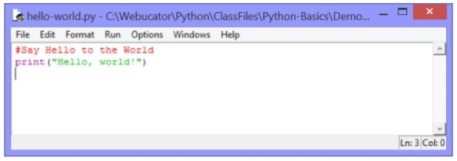 hello-world.py - C:\Webucator\Python\ClassFiles\Python-Basics\Demo...
File Edit Format Run Options Windows Help
#Say Hello to the World
print("Hello, world!")
Ln: 3 Col: 0